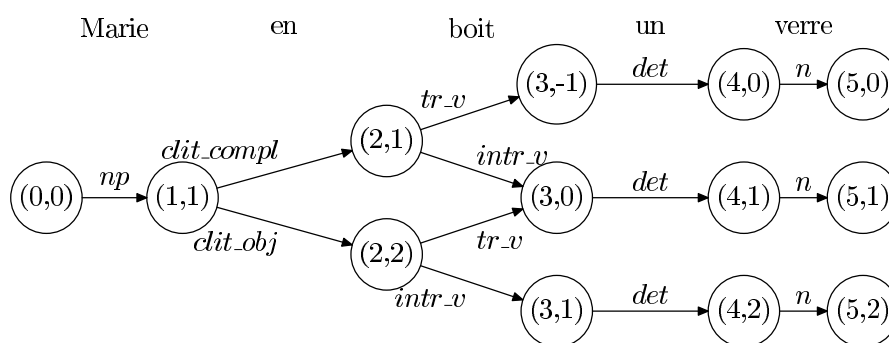 Marie en boit un verre
tr_v (3,-1) det (4,0) n (5,0)
clit_compl (2,1)
intr_v
(0,0) np (1,1) (3,0) det (4,1) n (5,1)
clit_obj (2,2) tr_v
intr_v (3,1) det (4,2) n (5,2)